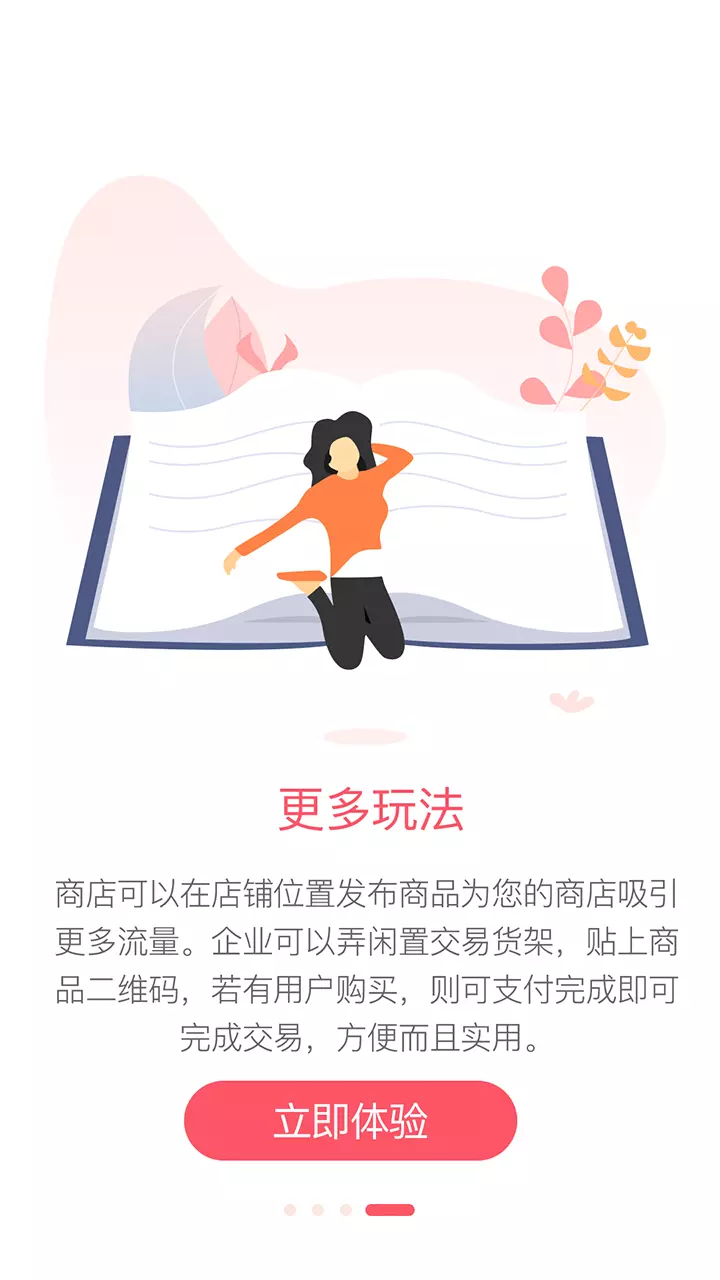 更多玩法
商店可以在店铺位置发布商品为您的商店吸引
更多流量。企业可以弄闲置交易货架，贴上商
品二维码，若有用户购买，则可支付完成即可
完成交易，方便而且实用。
立即体验